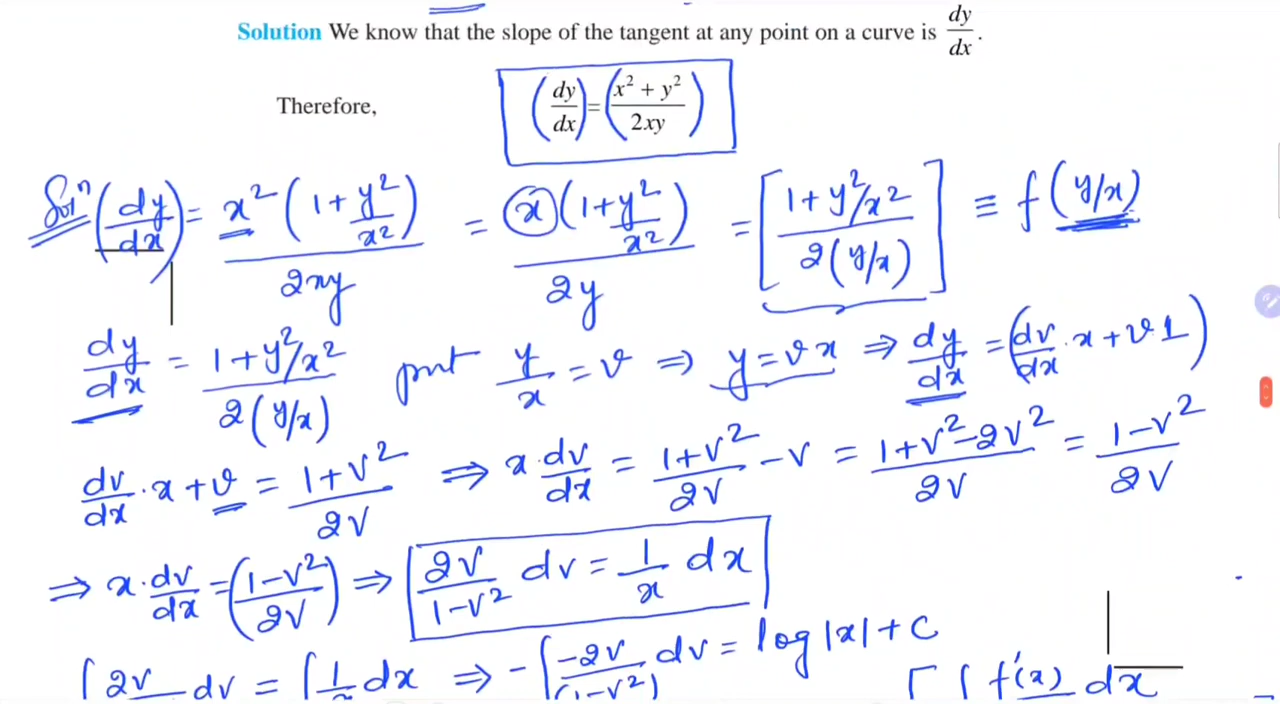 Solution We know that the slope of the tangent at any point on a curve is dy/dx.
Therefore, (dy/dx) = (x² + y²/2xy)
Solⁿ (dy/dx) = x²(1+y²/x²)/2xy = x(1+y²/x²)/2y = [1+y²/x²/2(y/x)] ≡ f(y/x)
dy/dx = 1+y²/x²/2(y/x) put y/x = v ⇒ y=vx ⇒ dy/dx = (dv/dx·x+v1)
dv/dx·x+v = 1+v²/2v ⇒ x·dv/dx = 1+v²/2v −v = 1+v²−2v²/2v = 1−v²/2v
⇒ x·dv/dx = (1−v²/2v) ⇒ 2v/1−v² dv = 1/x dx
∫2v dv = ∫1 dx ⇒ −∫−2v/(1−v²) dv = log|x|+C
[∫f'(x) dx